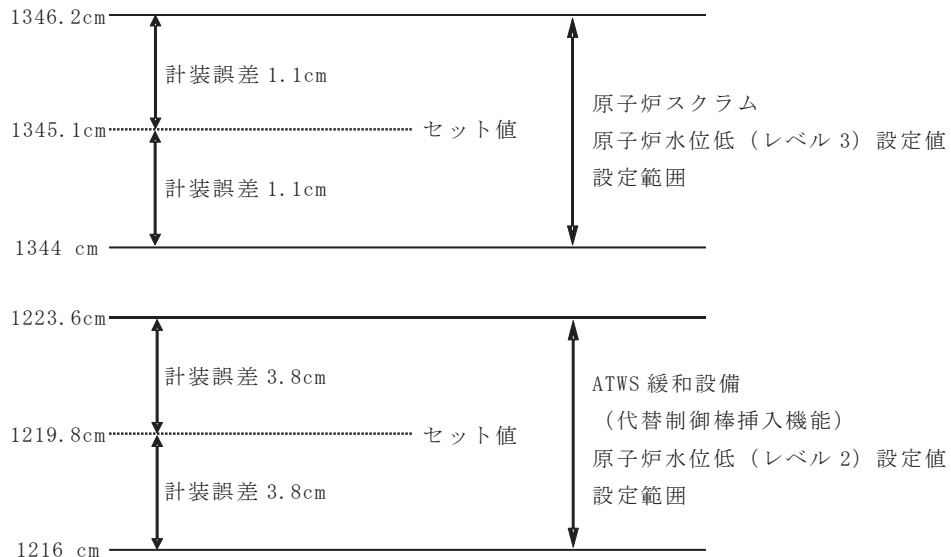 1346.2cm
計装誤差 1.1cm
原子炉スクラム
1345.1cm
セット値
原子炉水位低（レベル 3）設定値
設定範囲
計装誤差 1.1cm
1344 cm
1223.6cm
計装誤差 3.8cm
ATWS 緩和設備
（代替制御棒挿入機能）
1219.8cm
セット値
原子炉水位低（レベル 2）設定値
設定範囲
計装誤差 3.8cm
1216 cm